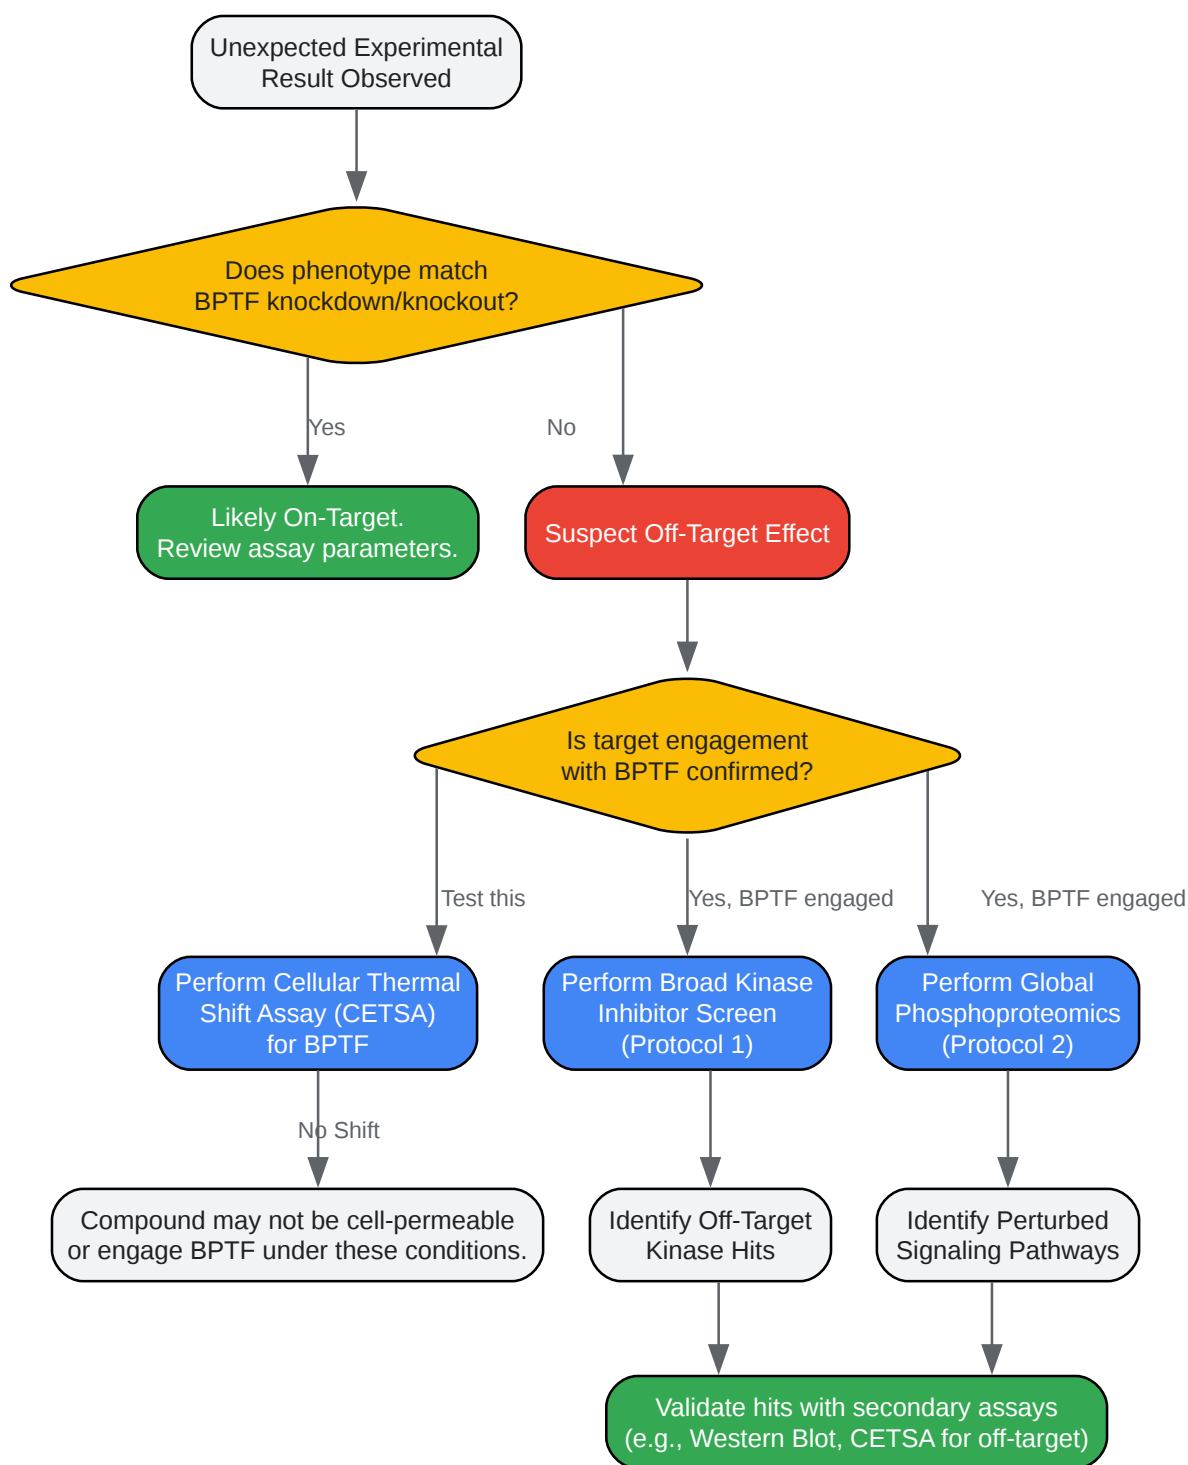 Unexpected Experimental
Result Observed
Does phenotype match
BPTF knockdown/knockout?
Yes
No
Likely On-Target.
Review assay parameters.
Suspect Off-Target Effect
Is target engagement
with BPTF confirmed?
Test this
Yes, BPTF engaged
Yes, BPTF engaged
Perform Cellular Thermal
Shift Assay (CETSA)
for BPTF
Perform Broad Kinase
Inhibitor Screen
(Protocol 1)
Perform Global
Phosphoproteomics
(Protocol 2)
No Shift
Compound may not be cell-permeable
or engage BPTF under these conditions.
Identify Off-Target
Kinase Hits
Identify Perturbed
Signaling Pathways
Validate hits with secondary assays
(e.g., Western Blot, CETSA for off-target)